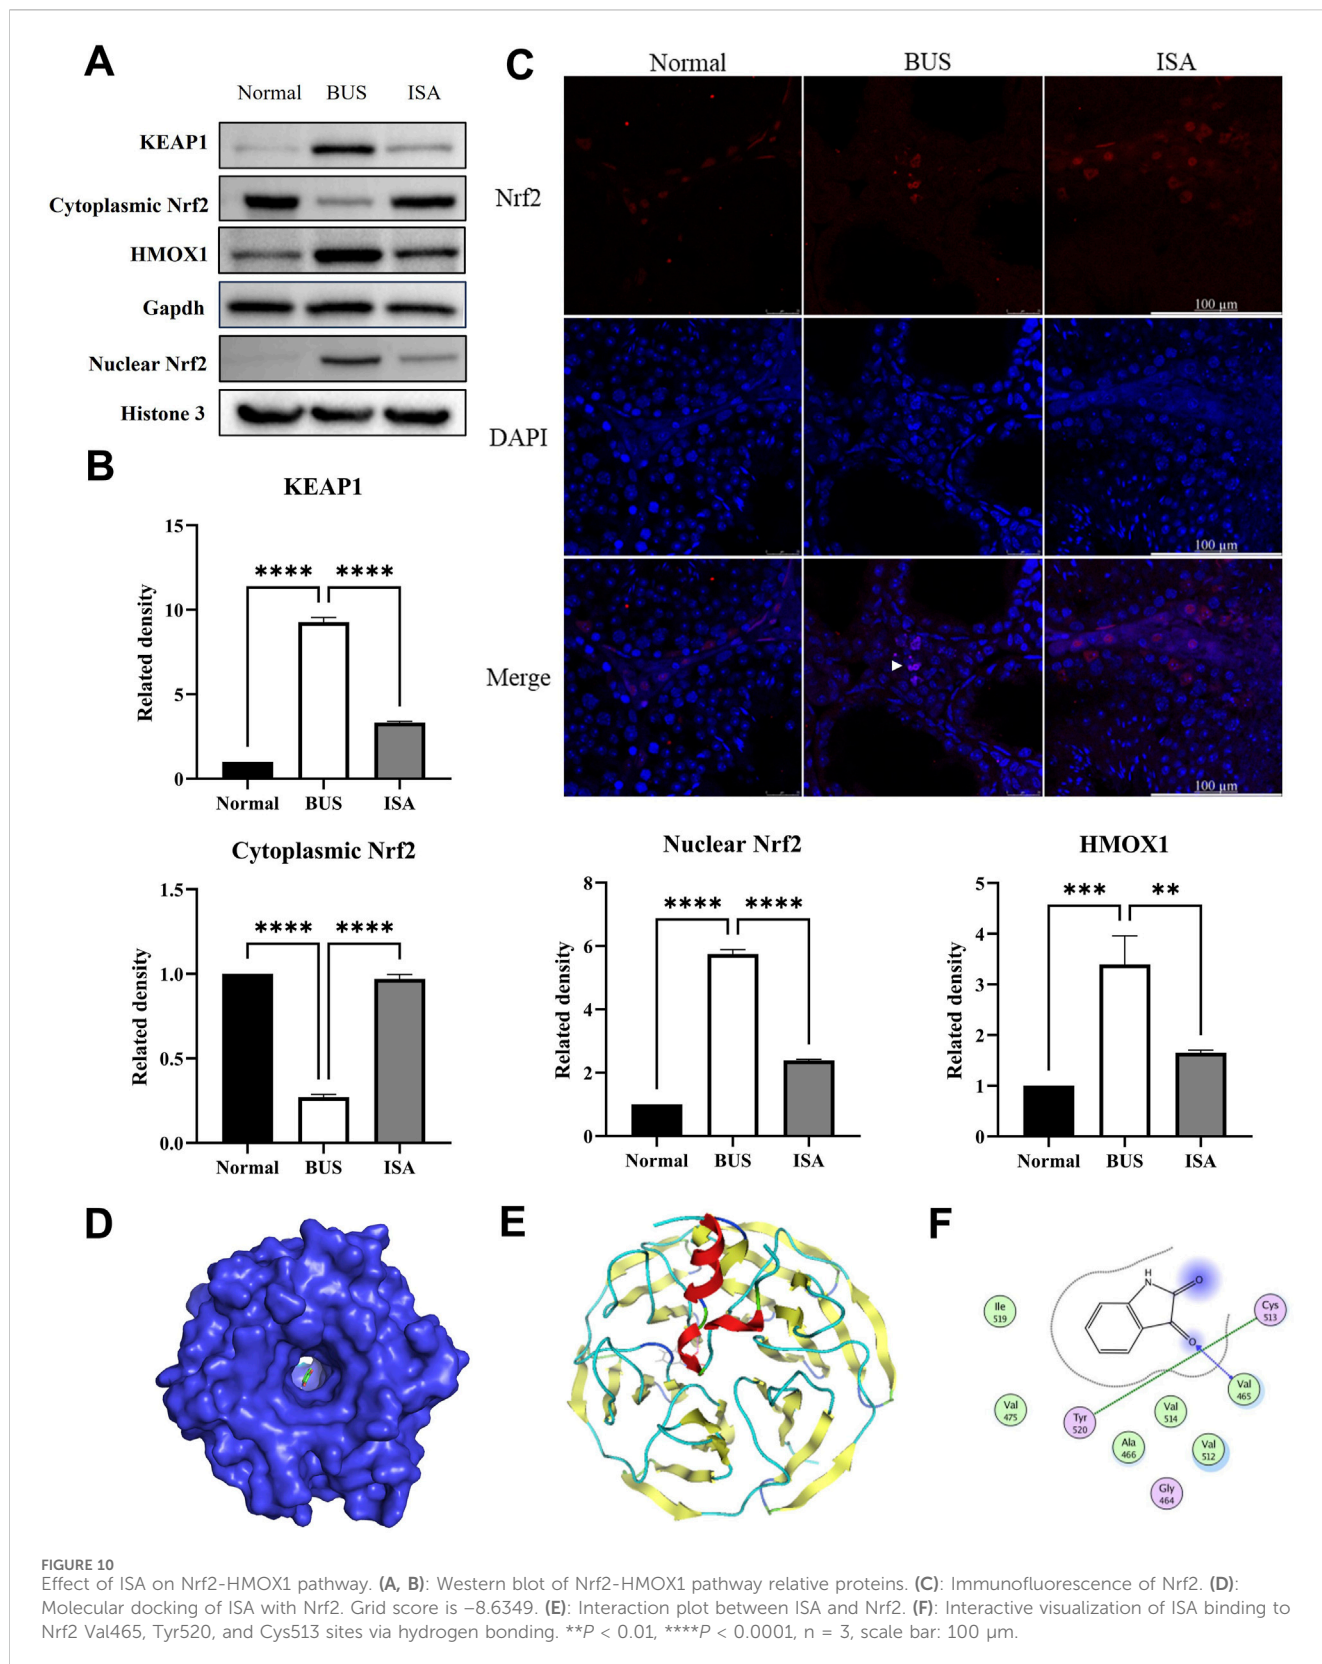 A
Normal BUS ISA
KEAP1
Cytoplasmic Nrf2
HMOX1
Gapdh
Nuclear Nrf2
Histone 3
C
Normal BUS ISA
Nrf2
100 µm
DAPI
100 µm
Merge
100 µm
B
KEAP1
Related density
15
10
5
0
**** ****
Normal BUS ISA
Cytoplasmic Nrf2
Related density
1.5
1.0
0.5
0.0
**** ****
Normal BUS ISA
Nuclear Nrf2
Related density
8
6
4
2
0
**** ****
Normal BUS ISA
HMOX1
Related density
5
4
3
2
1
0
*** **
Normal BUS ISA
D
E
F
H
N
O
O
Ile
519
Cys
513
Val
465
Val
475
Tyr
520
Val
514
Ala
466
Val
512
Gly
464
FIGURE 10
Effect of ISA on Nrf2-HMOX1 pathway. (A, B): Western blot of Nrf2-HMOX1 pathway relative proteins. (C): Immunofluorescence of Nrf2. (D):
Molecular docking of ISA with Nrf2. Grid score is −8.6349. (E): Interaction plot between ISA and Nrf2. (F): Interactive visualization of ISA binding to
Nrf2 Val465, Tyr520, and Cys513 sites via hydrogen bonding. **P < 0.01, ****P < 0.0001, n = 3, scale bar: 100 µm.